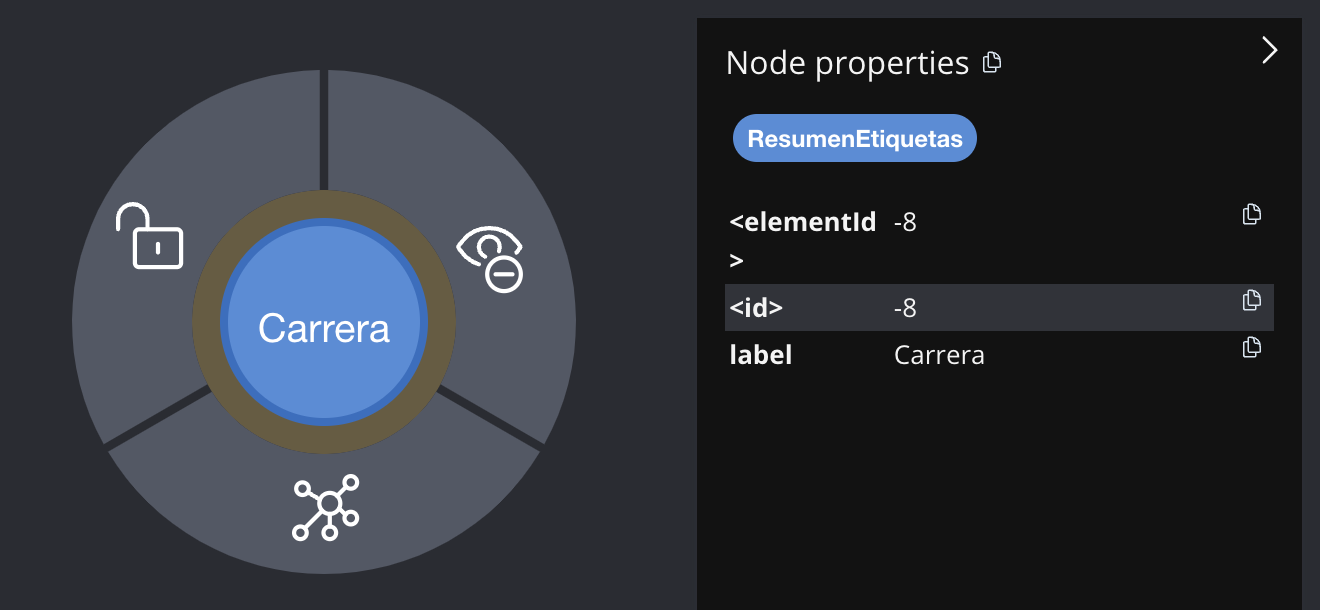 Carrera
Node properties
ResumenEtiquetas
<elementId
> -8
<id> -8
label Carrera